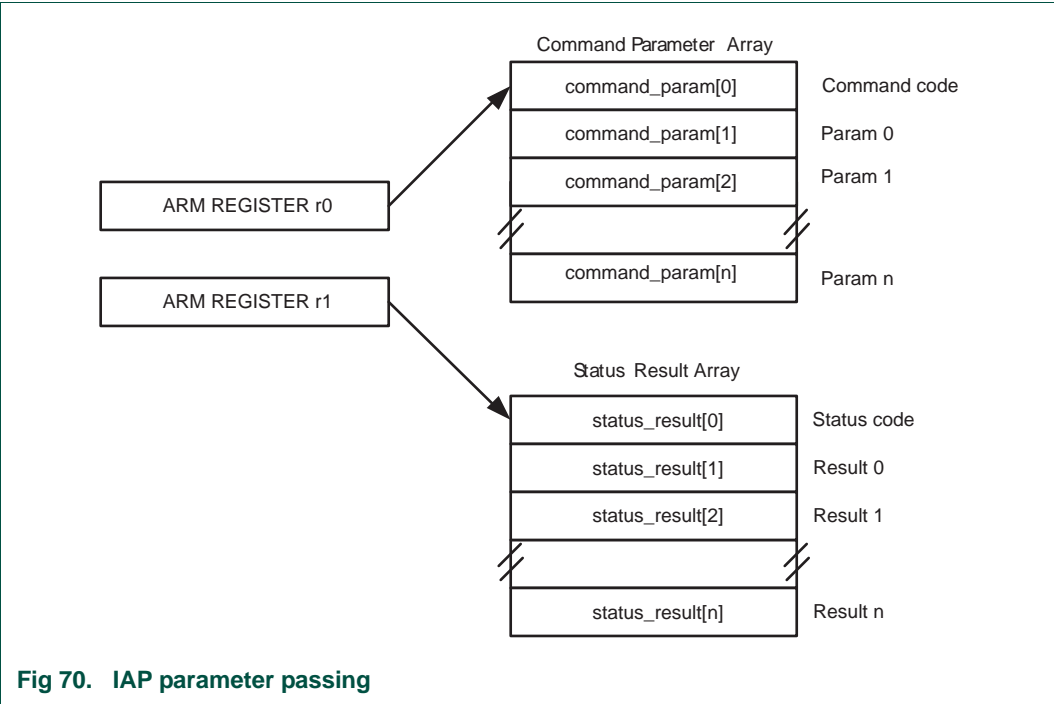 Command Parameter Array
command_param[0] Command code
command_param[1] Param 0
command_param[2] Param 1
ARM REGISTER r0
command_param[n] Param n
ARM REGISTER r1
Status Result Array
status_result[0] Status code
status_result[1] Result 0
status_result[2] Result 1
status_result[n] Result n
Fig 70. IAP parameter passing